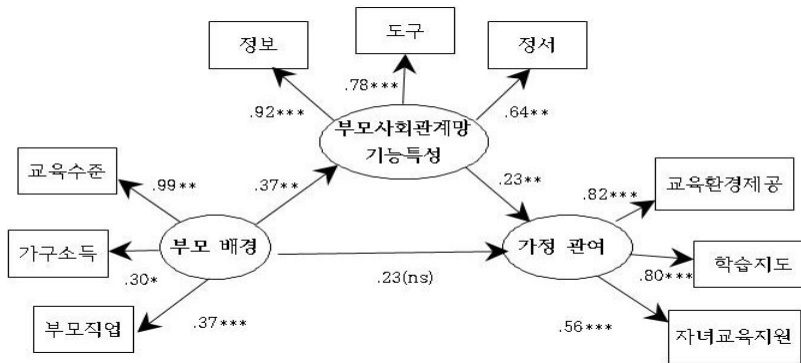 정보
도구
정서
.92***
.78***
.64**
부모사회관계망
기능특성
교육수준
.99**
.37**
.23**
.82***
교육환경제공
가구소득
부모 배경
가정 관여
.30*
.23(ns)
.80***
학습지도
부모직업
.37***
.56***
자녀교육지원